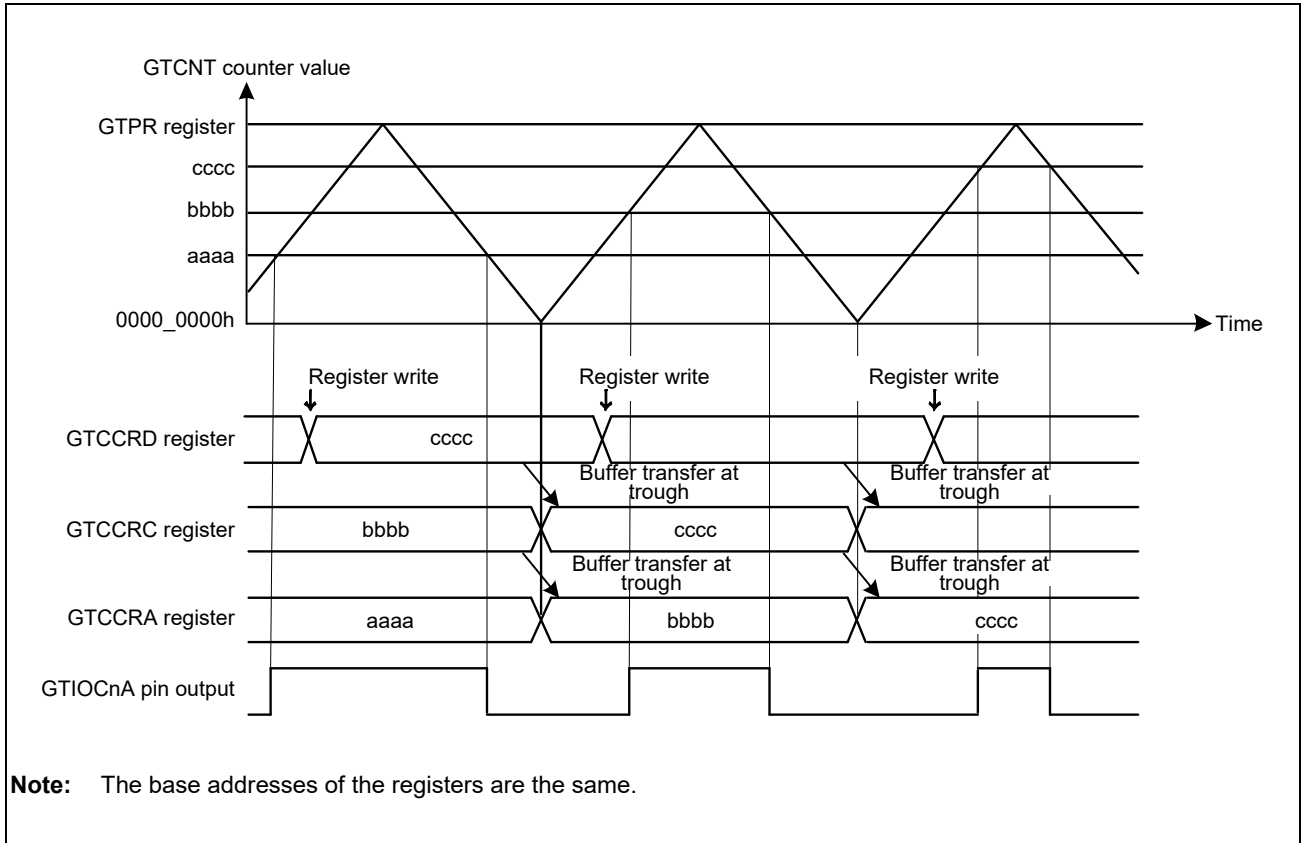 GTCNT counter value
GTPR register
cccc
bbbb
aaaa
0000_0000h
Time
Register write
Register write
Register write
GTCCRD register
cccc
Buffer transfer at
trough
Buffer transfer at
trough
GTCCRC register
bbbb
cccc
Buffer transfer at
trough
Buffer transfer at
trough
GTCCRA register
aaaa
bbbb
cccc
GTIOCnA pin output
Note: The base addresses of the registers are the same.